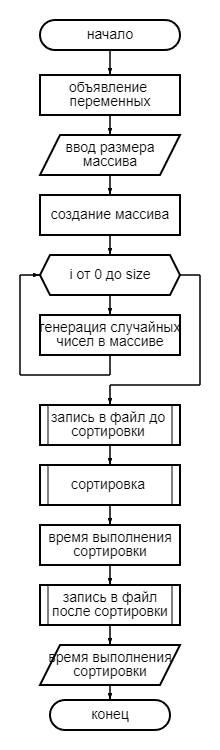 начало
объявление
переменных
ввод размера
массива
создание массива
i от 0 до size
генерация случайных
чисел в массиве
запись в файл до
сортировки
сортировка
время выполнения
сортировки
запись в файл
после сортировки
время выполнения
сортировки
конец